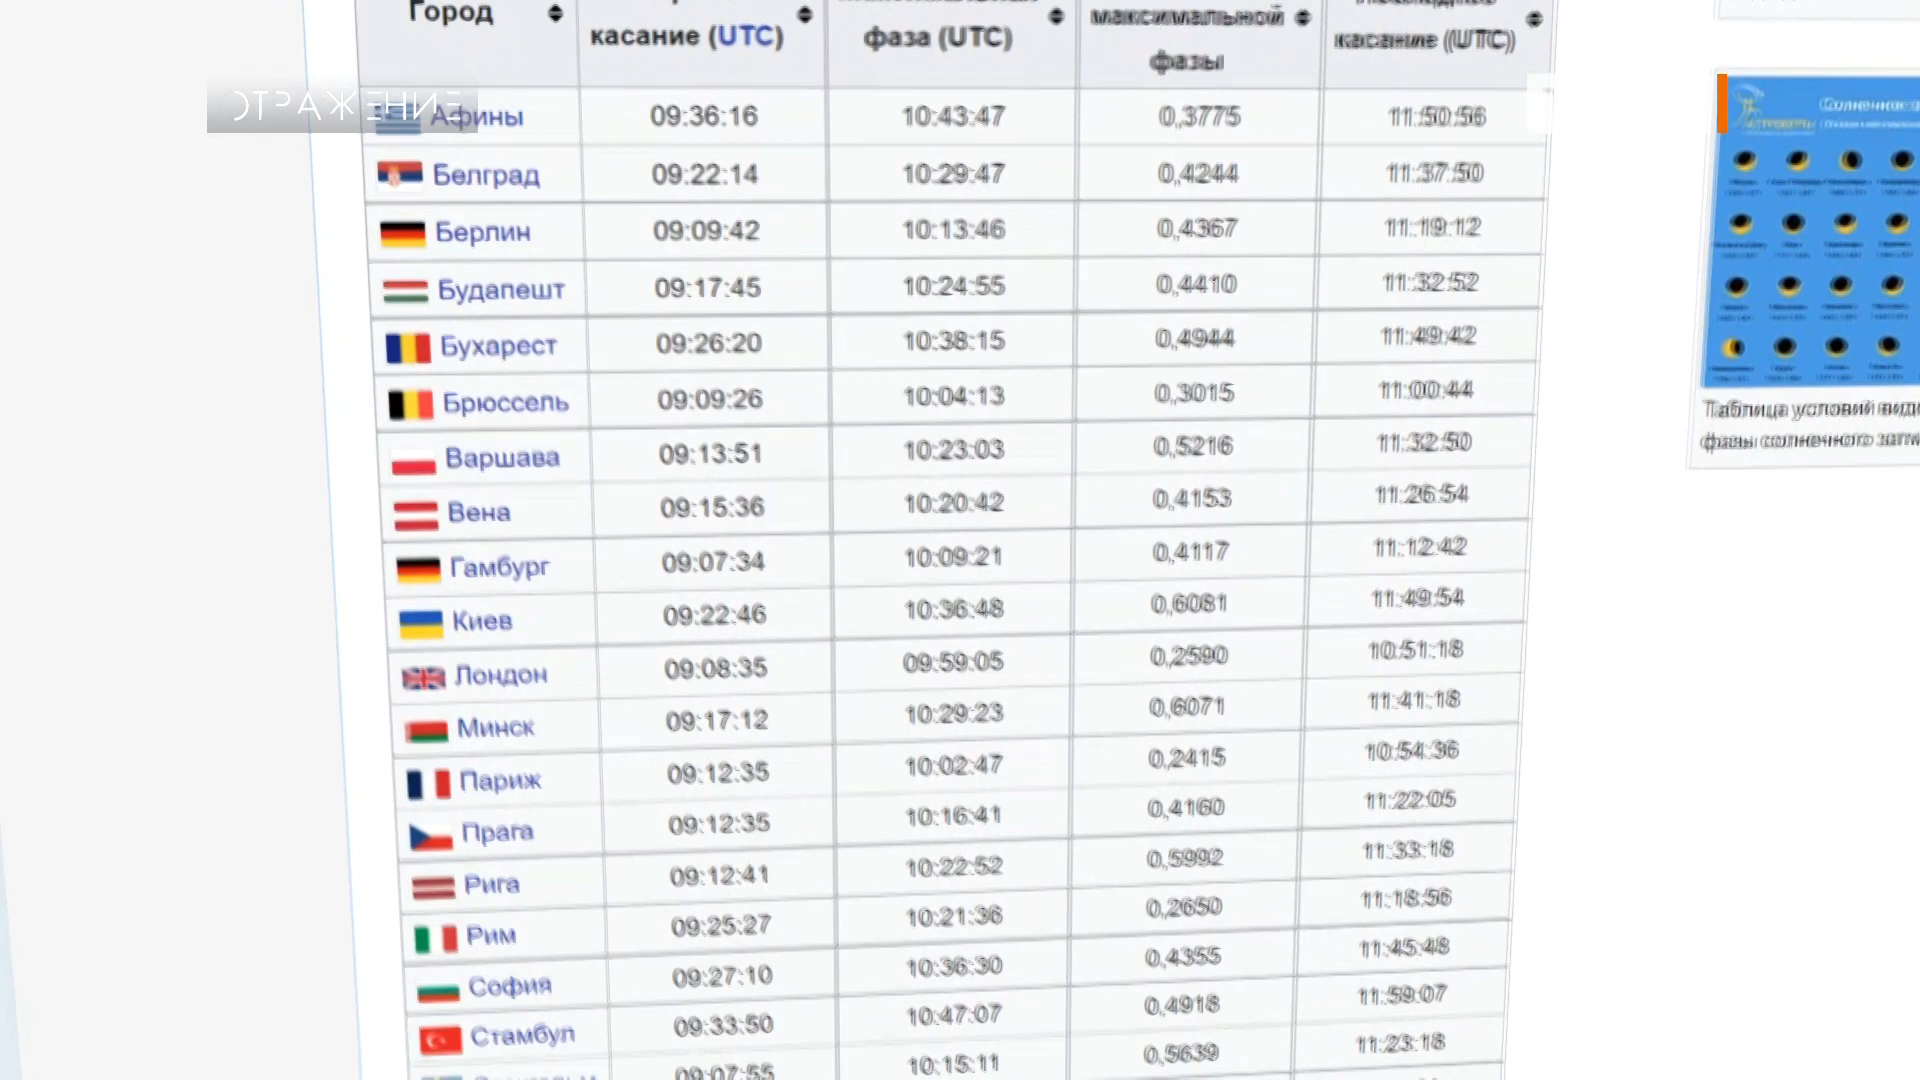 Город
касание (UTC)
фаза (UTC)
максимальной
фазы
касание (UTC)
ОТРАЖЕНИЕ
Афины 09:36:16 10:43:47 0,3775 11:50:56
Белград 09:22:14 10:29:47 0,4244 11:37:50
Берлин 09:09:42 10:13:46 0,4367 11:19:12
Будапешт 09:17:45 10:24:55 0,4410 11:32:52
Бухарест 09:26:20 10:38:15 0,4944 11:49:42
Брюссель 09:09:26 10:04:13 0,3015 11:00:44
Варшава 09:13:51 10:23:03 0,5216 11:32:50
Вена 09:15:36 10:20:42 0,4153 11:26:54
Гамбург 09:07:34 10:09:21 0,4117 11:12:42
Киев 09:22:46 10:36:48 0,6081 11:49:54
Лондон 09:08:35 09:59:05 0,2590 10:51:18
Минск 09:17:12 10:29:23 0,6071 11:41:18
Париж 09:12:35 10:02:47 0,2415 10:54:36
Прага 09:12:35 10:16:41 0,4160 11:22:05
Рига 09:12:41 10:22:52 0,5992 11:33:18
Рим 09:25:27 10:21:36 0,2650 11:18:56
София 09:27:10 10:36:30 0,4355 11:45:48
Стамбул 09:33:50 10:47:07 0,4918 11:59:07
09:07:55 10:15:11 0,5639 11:23:18
Солнечное
Таблица условий
фазы солнечного